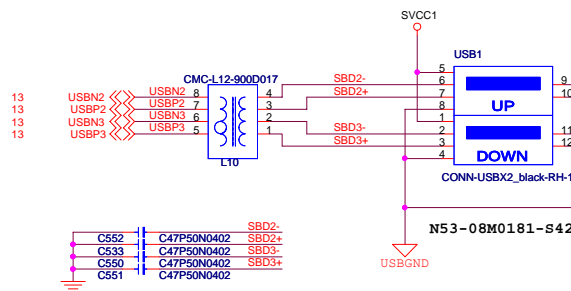 SVCC1
USB1
CMC-L12-900D017
13 USBN2 USBN2 8 4 SBD2- 5 6 9
13 USBP2 USBP2 7 3 SBD2+ 7 10
UP
8
13 USBN3 USBN3 6 2 SBD3- 1 2 11
13 USBP3 USBP3 5 1 SBD3+ 3 12
4
DOWN
L10
CONN-USBX2_black-RH-1
N53-08M0181-S42
USBGND
SBD2-
C552 C47P50N0402 SBD2+
C533 C47P50N0402 SBD3-
C550 C47P50N0402 SBD3+
C551 C47P50N0402